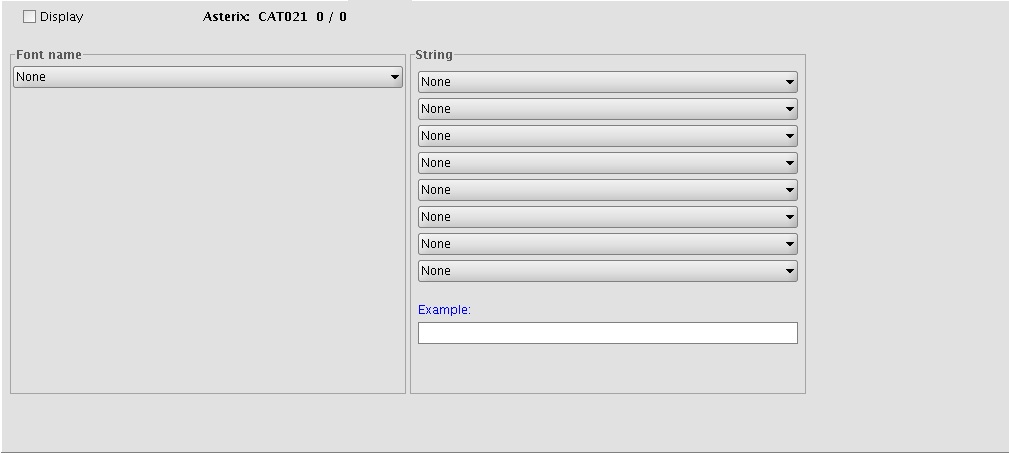 Display
Asterix: CAT021 0 / 0
Font name
None
String
None
None
None
None
None
None
None
None
Example: